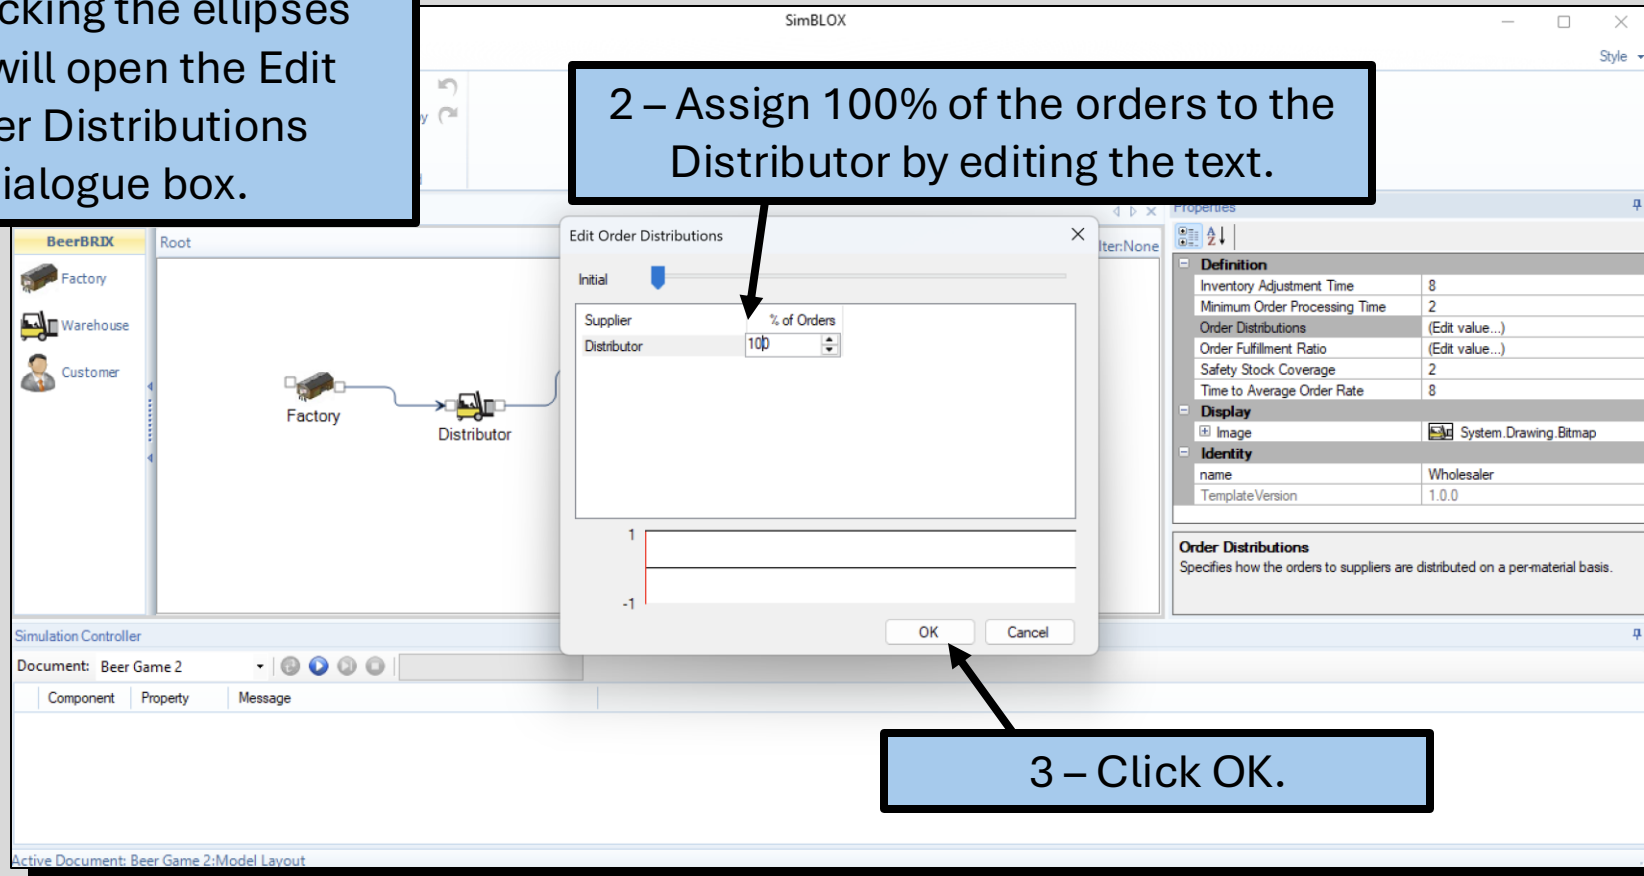 cking the ellipses
will open the Edit
er Distributions
ialogue box.
SimBLOX
Style
2 – Assign 100% of the orders to the
Distributor by editing the text.
BeerBRIX
Factory
Warehouse
Customer
Root
lter:None
Factory
Distributor
Edit Order Distributions
Initial
Supplier % of Orders
Distributor 100
1
-1
OK Cancel
Properties
Definition
Inventory Adjustment Time 8
Minimum Order Processing Time 2
Order Distributions (Edit value...)
Order Fulfillment Ratio (Edit value...)
Safety Stock Coverage 2
Time to Average Order Rate 8
Display
Image System.Drawing.Bitmap
Identity
name Wholesaler
TemplateVersion 1.0.0
Order Distributions
Specifies how the orders to suppliers are distributed on a per-material basis.
Simulation Controller
Document: Beer Game 2
Component Property Message
3 – Click OK.
Active Document: Beer Game 2:Model Layout